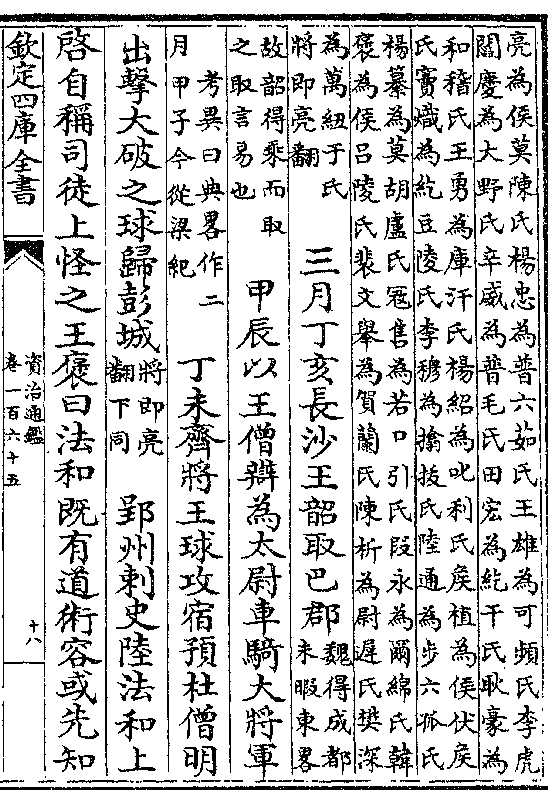 亮為侯莫陳氏楊忠為普六茹氏王雄為可頻氏李虎
閻慶為大野氏辛威為普毛氏田宏為紇干氏耿豪為
和稽氏王勇為庫汗氏楊紹為叱利氏侯植為侯伏侯
氏竇熾為紇豆陵氏李穆為擒拔氏陸通為步六孤氏
楊纂為莫胡盧氏冦售為若口引氏段永為爾綿氏韓
褒為侯呂陵氏裴文舉為賀蘭氏陳析為尉遲氏樊深
為萬紐于氏
將即亮翻
三月丁亥長沙王韶取巴郡
魏得成都
未暇東畧
故韶得乘而取
之取言易也
甲辰以王僧辯為太尉車騎大將軍
考異曰典畧作二
月甲子今從梁紀
丁未齊將王球攻宿預杜僧明
出擊大破之球歸彭城
將即亮
翻下同
郢州刺史陸法和上
啓自稱司徒上怪之王褒曰法和既有道術容或先知
欽定四庫全書
資治通鑑
卷一百六十五
十八